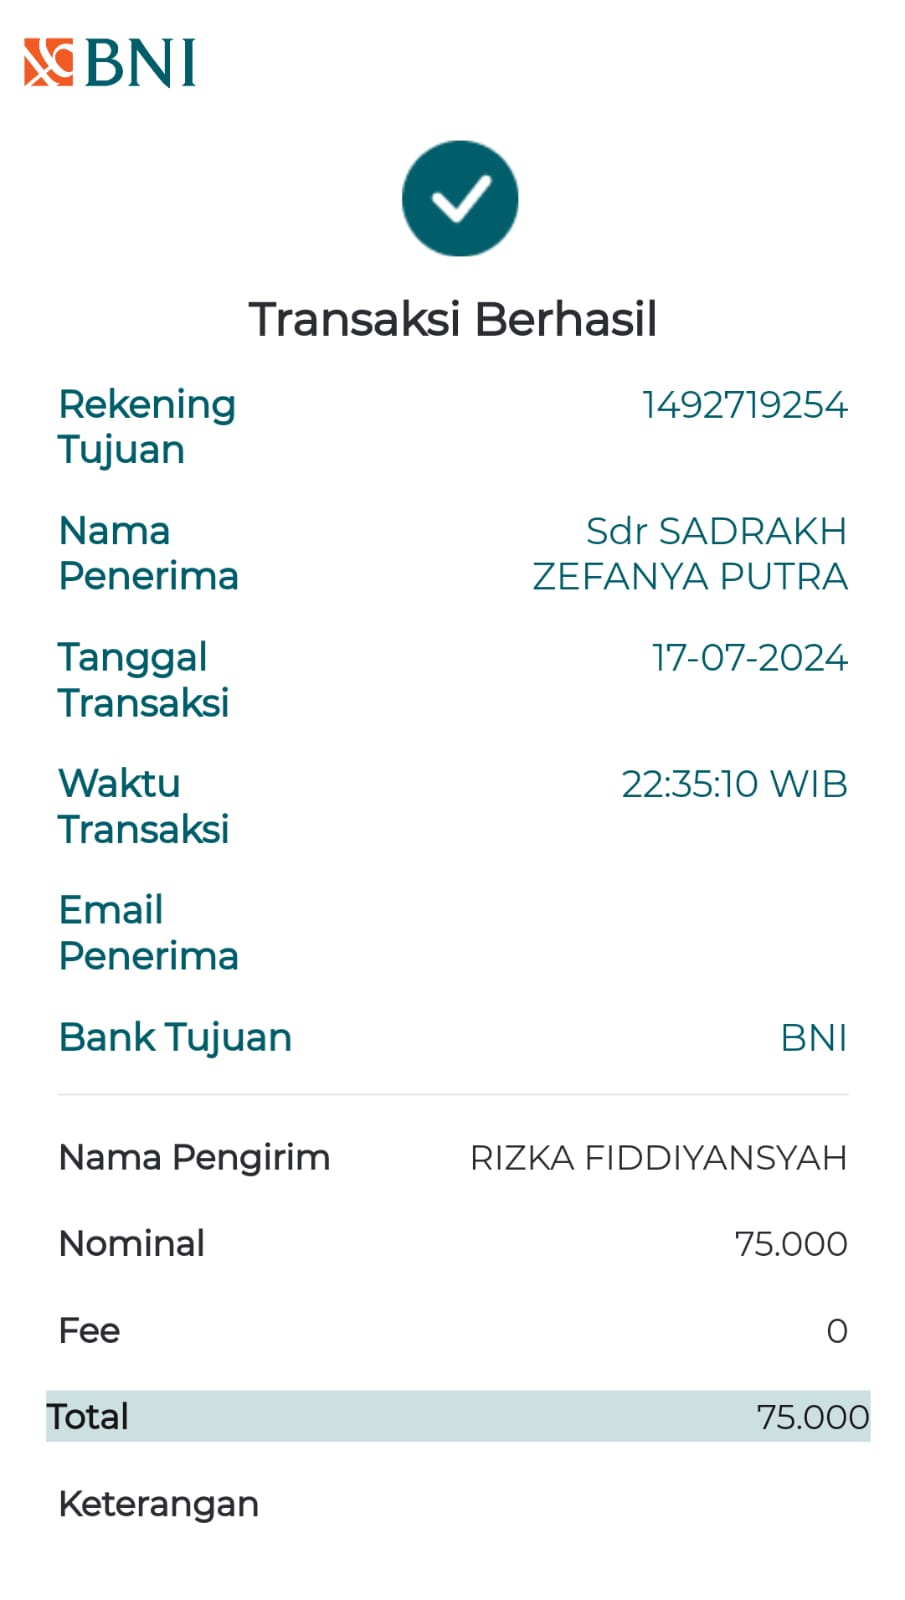 BNI
Transaksi Berhasil
Rekening Tujuan 1492719254
Nama Penerima Sdr SADRAKH ZEFANYA PUTRA
Tanggal Transaksi 17-07-2024
Waktu Transaksi 22:35:10 WIB
Email Penerima
Bank Tujuan BNI
Nama Pengirim RIZKA FIDDIYANSYAH
Nominal 75.000
Fee 0
Total 75.000
Keterangan